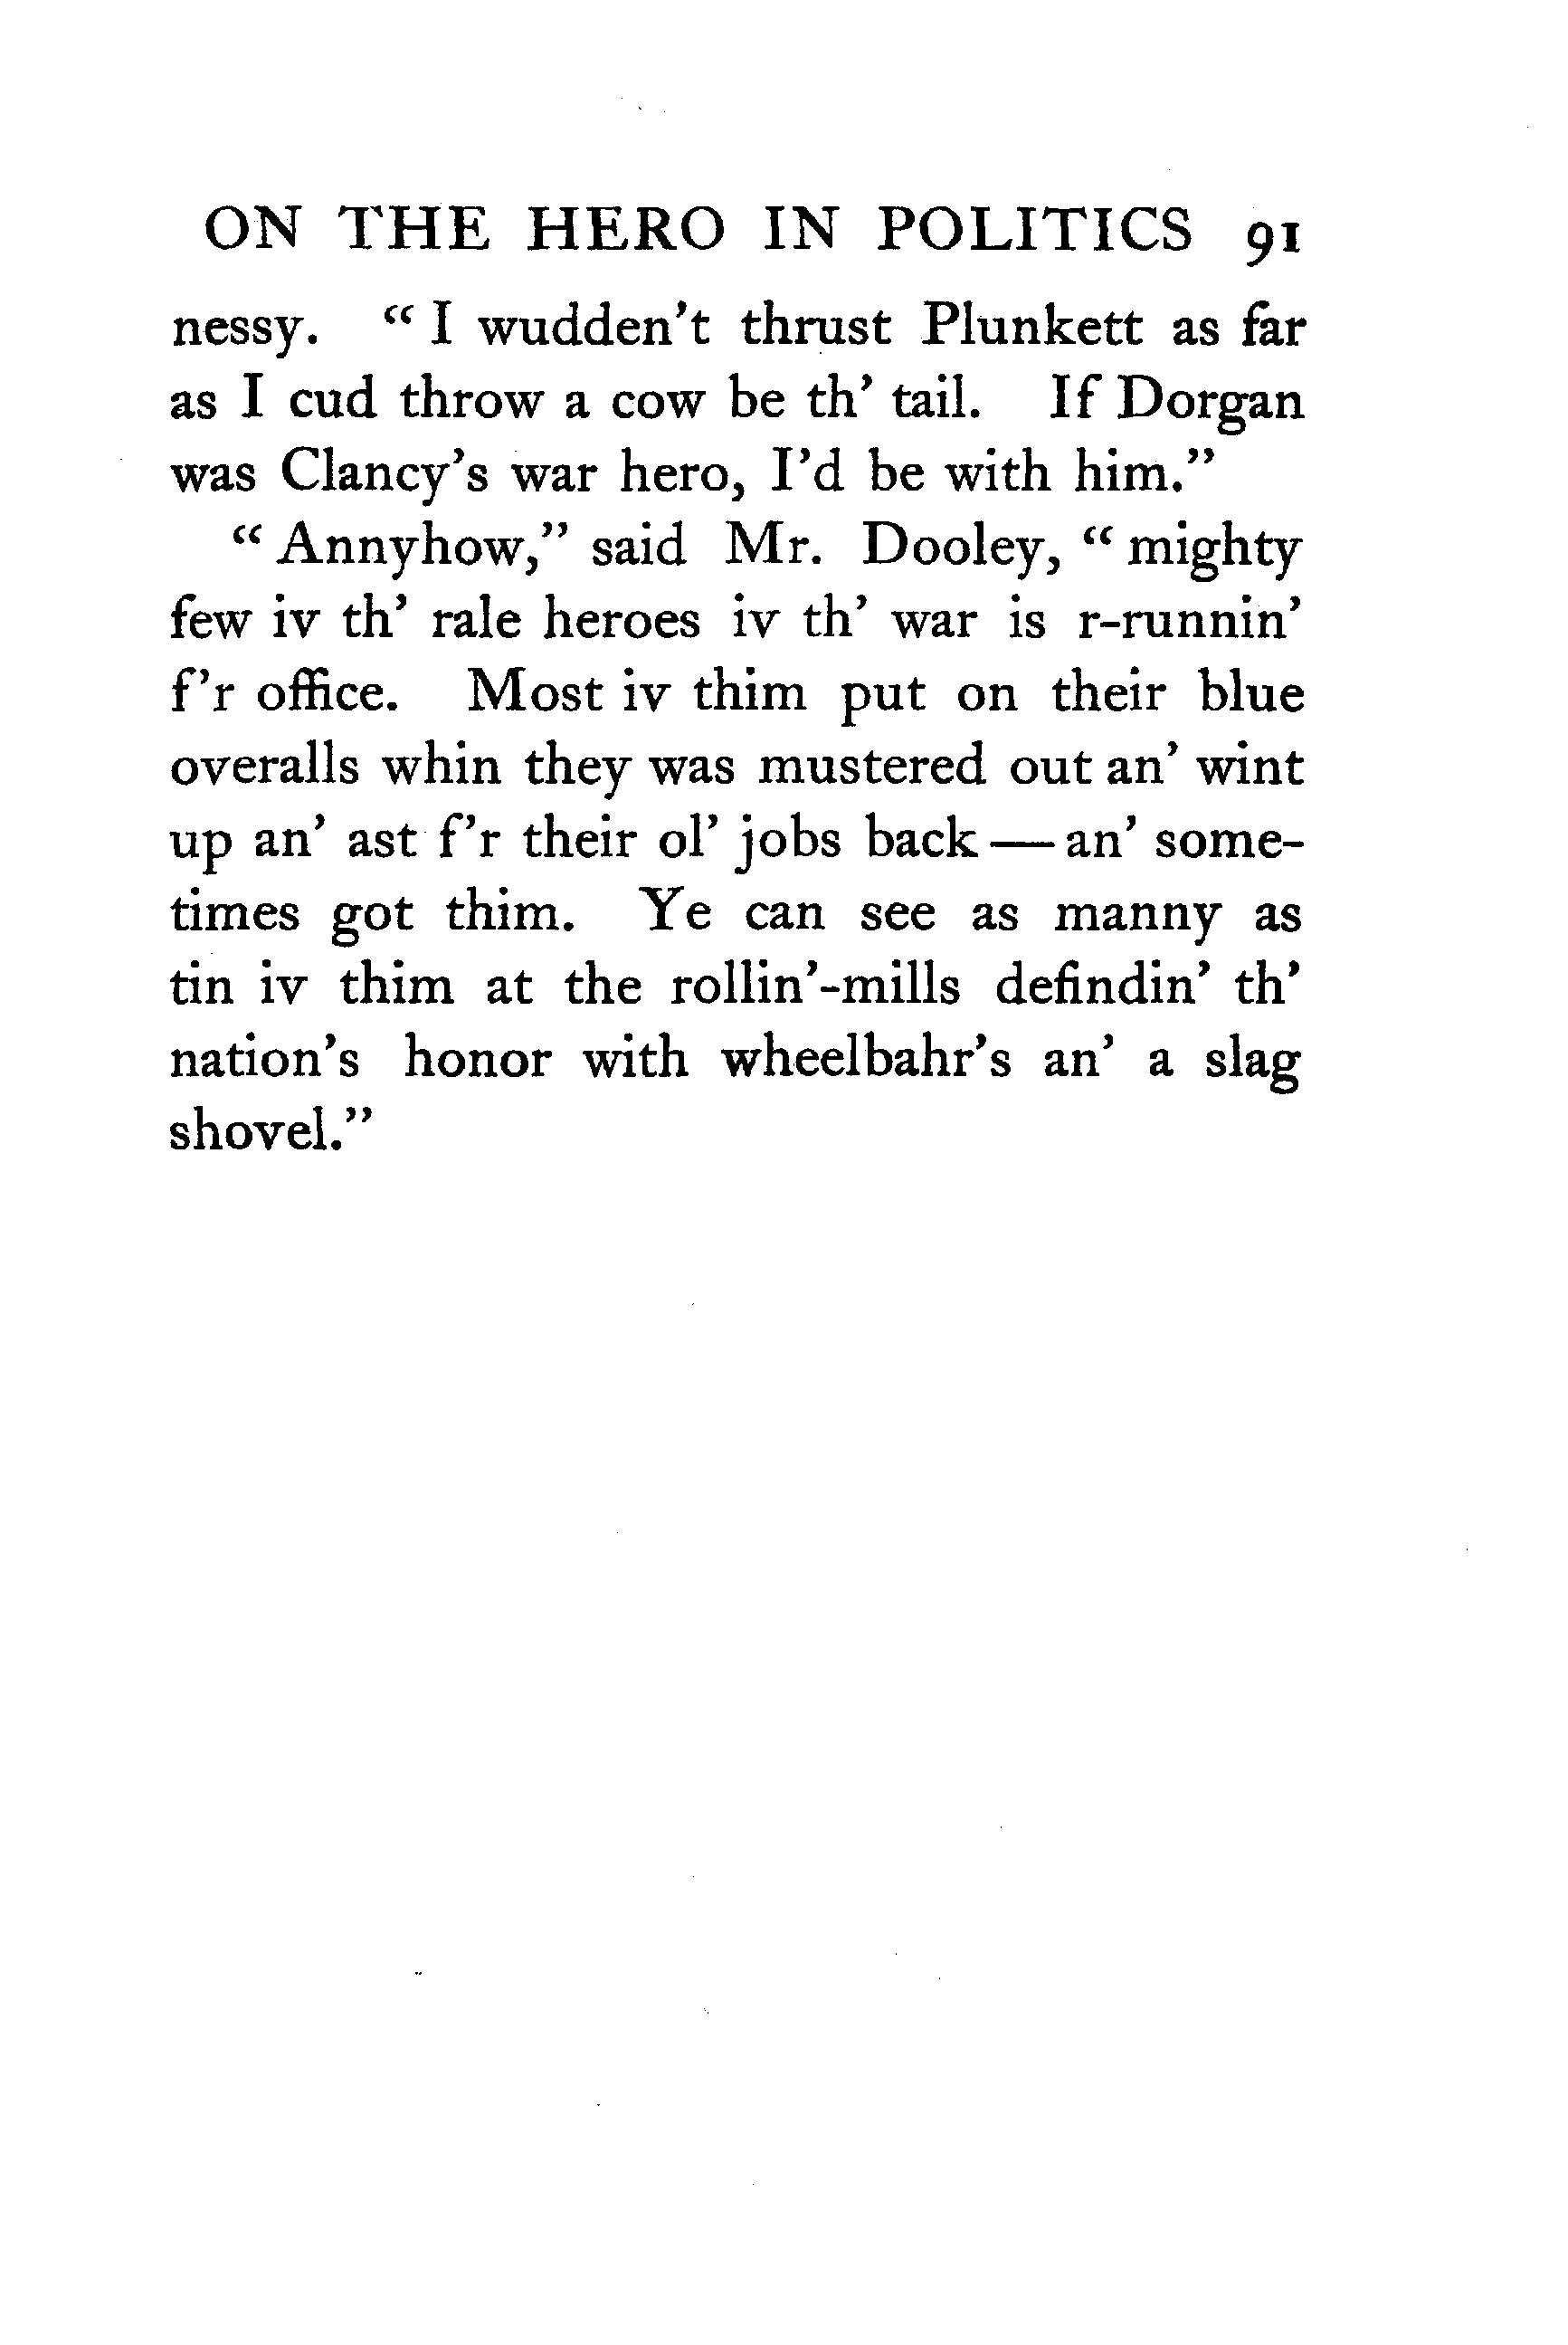 ON THE HERO IN POLITICS 91
nessy. “I wudden’t thrust Plunkett as far
as I cud throw a cow be th’ tail. If Dorgan
was Clancy’s war hero, I’d be with him.”
“Annyhow,” said Mr. Dooley, “mighty
few iv th’ rale heroes iv th’ war is r-runnin’
f’r office. Most iv thim put on their blue
overalls whin they was mustered out an’ wint
up an’ ast f’r their ol’ jobs back — an’ some-
times got thim. Ye can see as manny as
tin iv thim at the rollin’-mills defindin’ th’
nation’s honor with wheelbahr’s an’ a slag
shovel.”